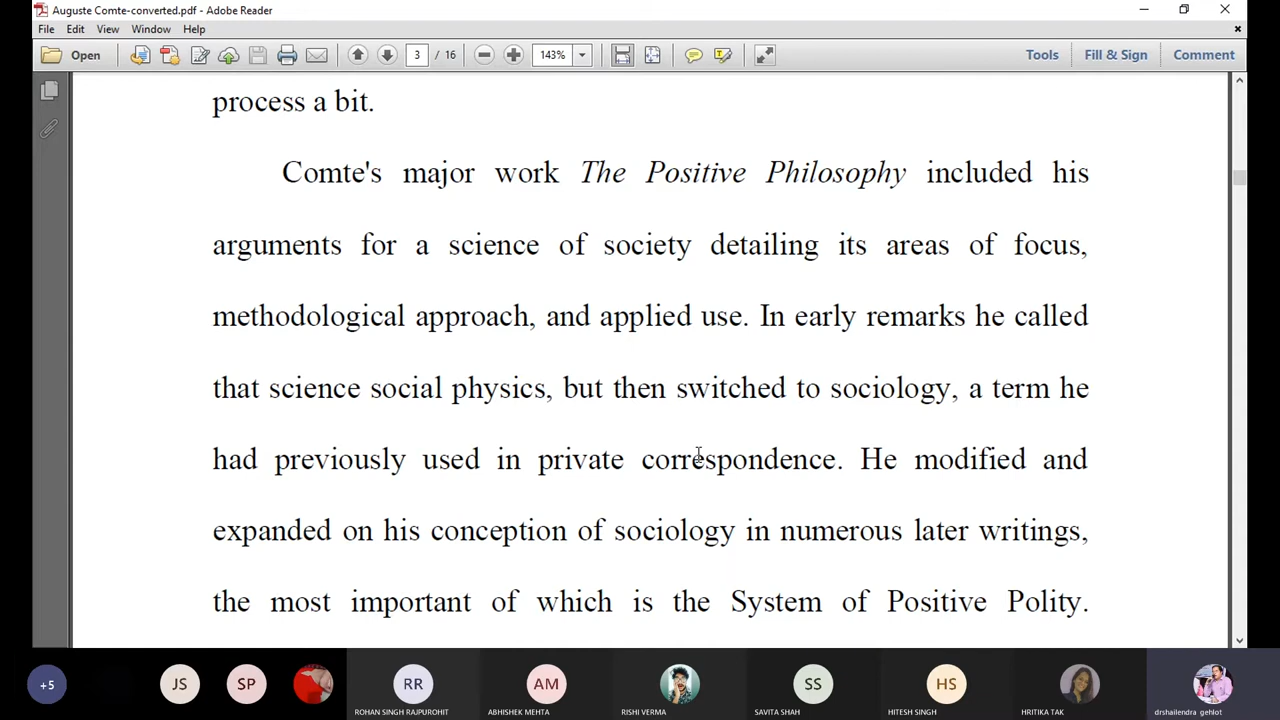 Auguste Comte-converted.pdf - Adobe Reader
File Edit View Window Help
Open 3 / 16 143% Tools Fill & Sign Comment
process a bit.
Comte's major work The Positive Philosophy included his
arguments for a science of society detailing its areas of focus,
methodological approach, and applied use. In early remarks he called
that science social physics, but then switched to sociology, a term he
had previously used in private correspondence. He modified and
expanded on his conception of sociology in numerous later writings,
the most important of which is the System of Positive Polity.
+5 JS SP RR AM SS HS
ROHAN SINGH RAJPUROHIT ABHISHEK MEHTA RISHI VERMA SAVITA SHAH HITESH SINGH HRITIKA TAK drshailendra gehlot